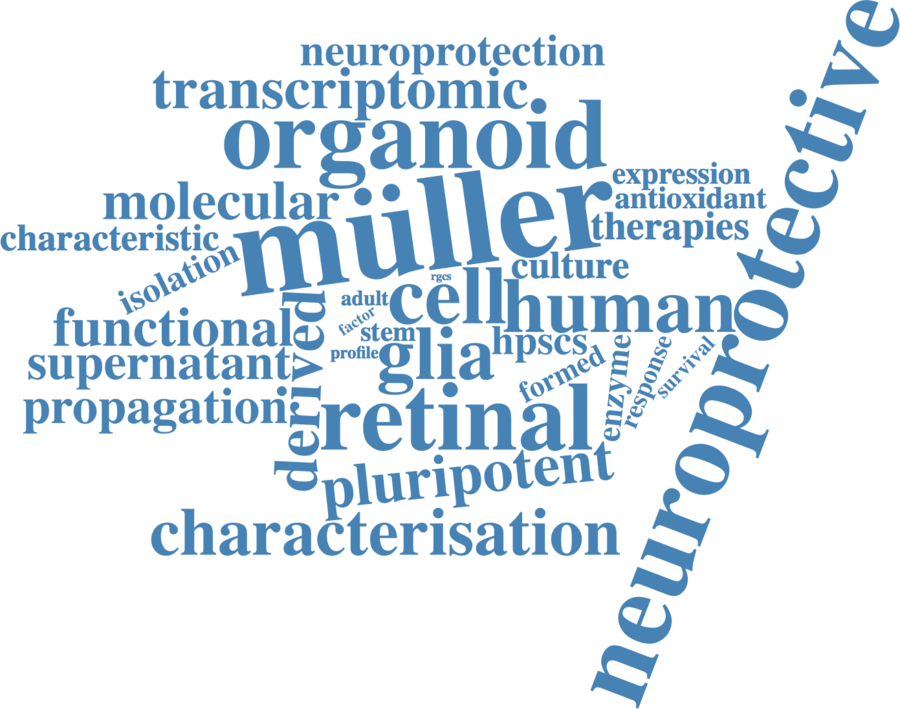 neuroprotection
transcriptomic
organoid
müller
molecular
expression
antioxidant
therapies
characteristic
isolation
culture
rgcs
adult
cell
human
factor
stem
functional
derived
profile
glia
hpscs
supernatant
formed
enzyme
response
survival
propagation
retinal
pluripotent
characterisation
neuroprotective